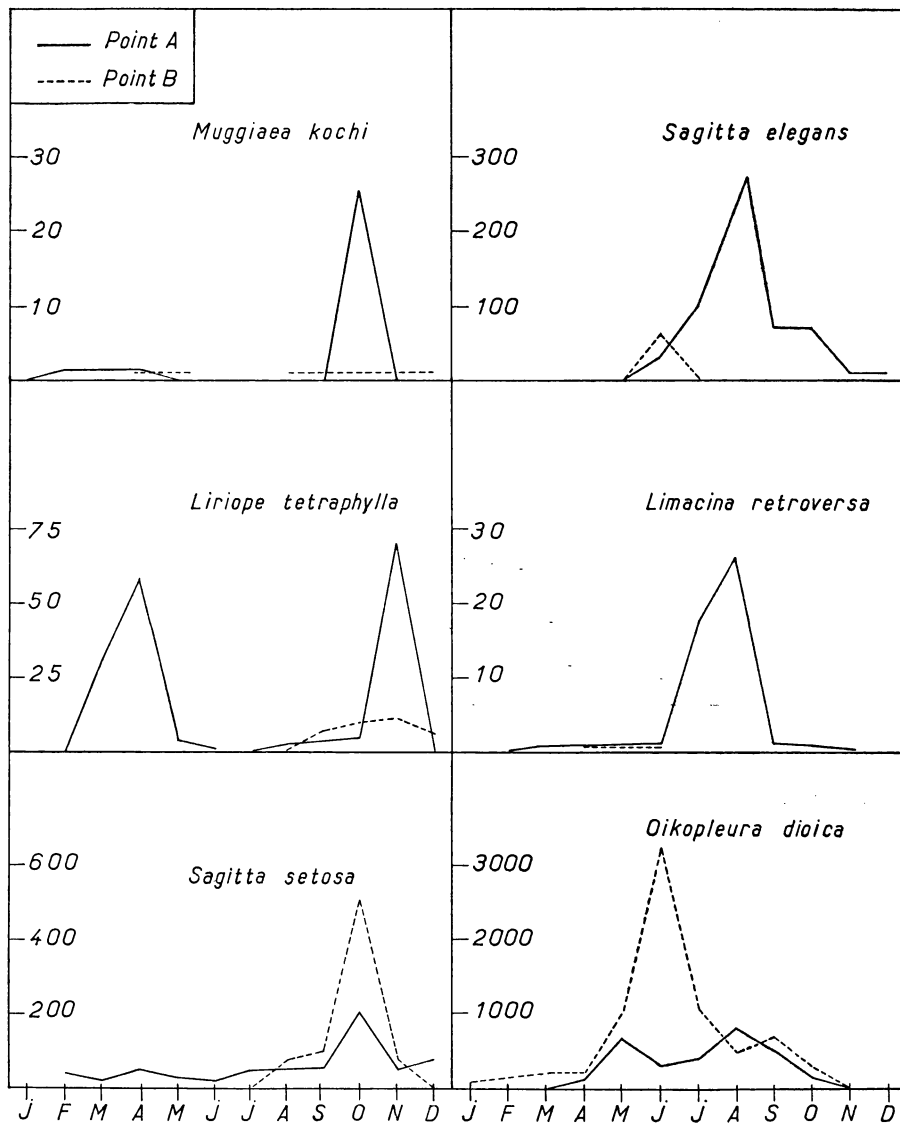 Point A
Point B
Muggiaea kochi
30
20
10
Sagitta elegans
300
200
100
Liriope tetraphylla
75
50
25
Limacina retroversa
30
20
10
Sagitta setosa
600
400
200
J F M A M J J A S O N D
Oikopleura dioica
3000
2000
1000
J F M A M J J A S O N D